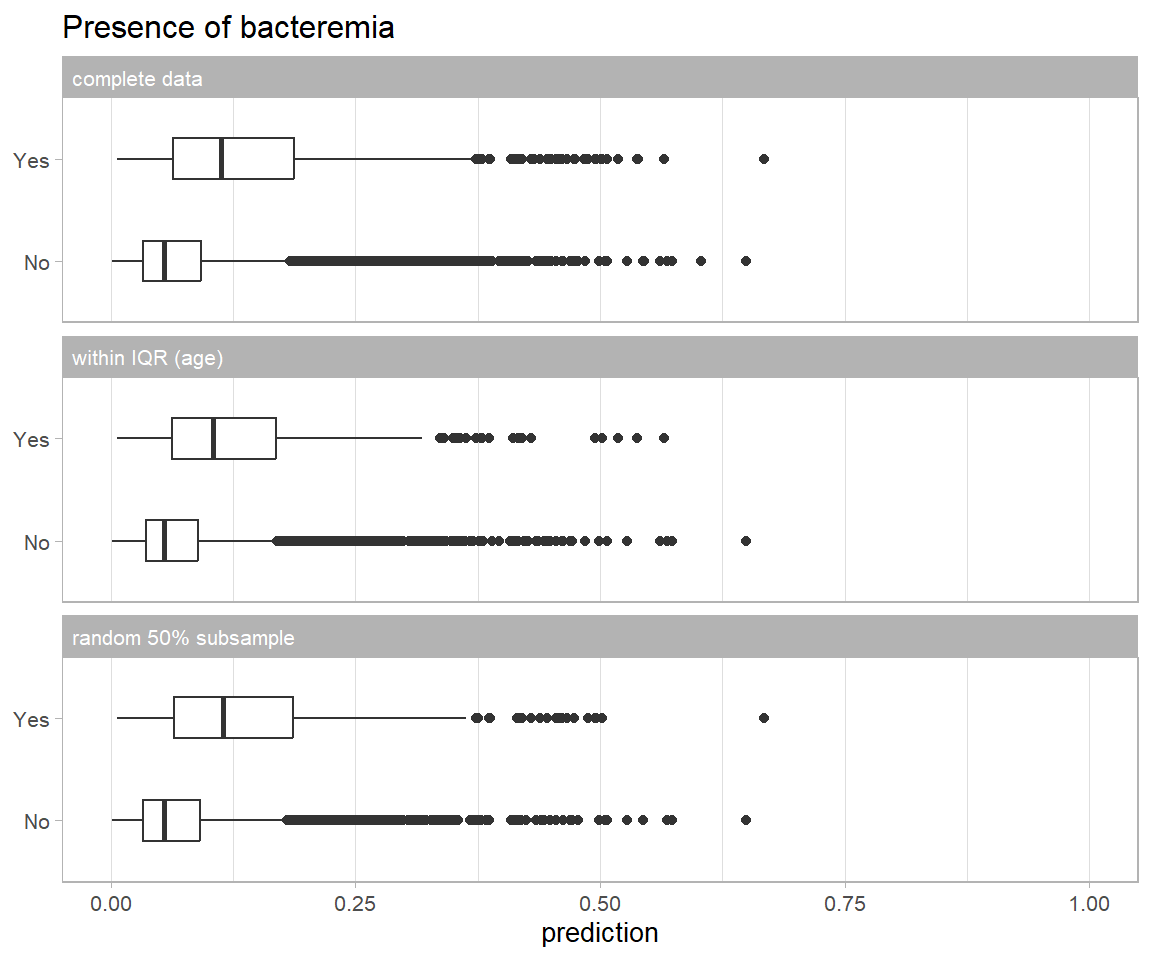 Presence of bacteremia
complete data
Yes
No
within IQR (age)
Yes
No
random 50% subsample
Yes
No
0.00 0.25 0.50 0.75 1.00
prediction